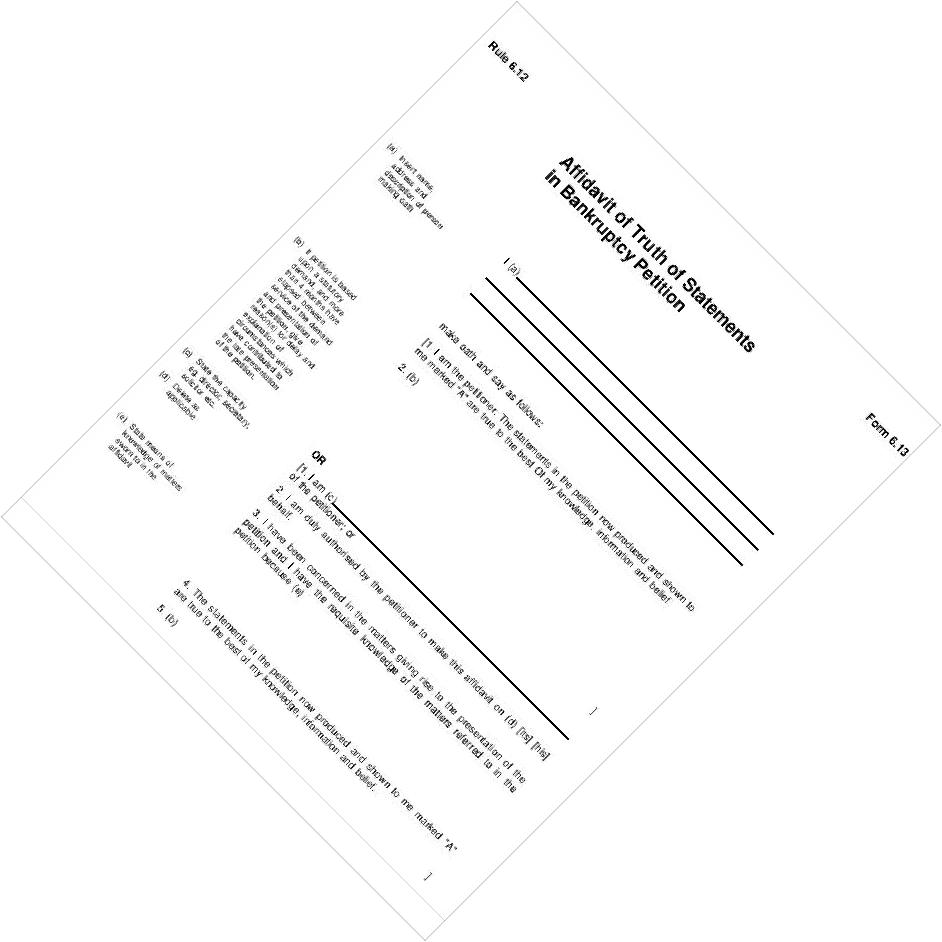 Rule 6.12
Form 6.13
Affidavit of Truth of Statements
in Bankruptcy Petition
(a) Insert name,
address and
description of person
making oath
I (a)
make oath and say as follows:
[1. I am the petitioner. The statements in the petition now produced and shown to
me marked "A" are true to the best Of my knowledge, information and belief.
(b) If petition is based
upon a statutory
demand, and more
than 4 months have
elapsed between
service of the demand
and presentation of
the petition, give
reason(s) for delay and
explanation of
circumstances which
have contributed to
the late presentation
of the petition.
2. (b)
]
OR
(c) State the capacity
eg director, secretary,
solicitor etc.
[1. I am (c)
of the petitioner, or
(d) Delete as
applicable.
2. I am duly authorised by the petitioner to make this affidavit on (d) [its] [his]
behalf.
(e) State means of
knowledge of matters
sworn to in the
affidavit
3. I have been concerned in the matters giving rise to the presentation of the
petition and I have the requisite knowledge of the matters referred to in the
petition because (e)
4. The statements in the petition now produced and shown to me marked "A"
are true to the best of my knowledge, information and belief.
5. (b)
]